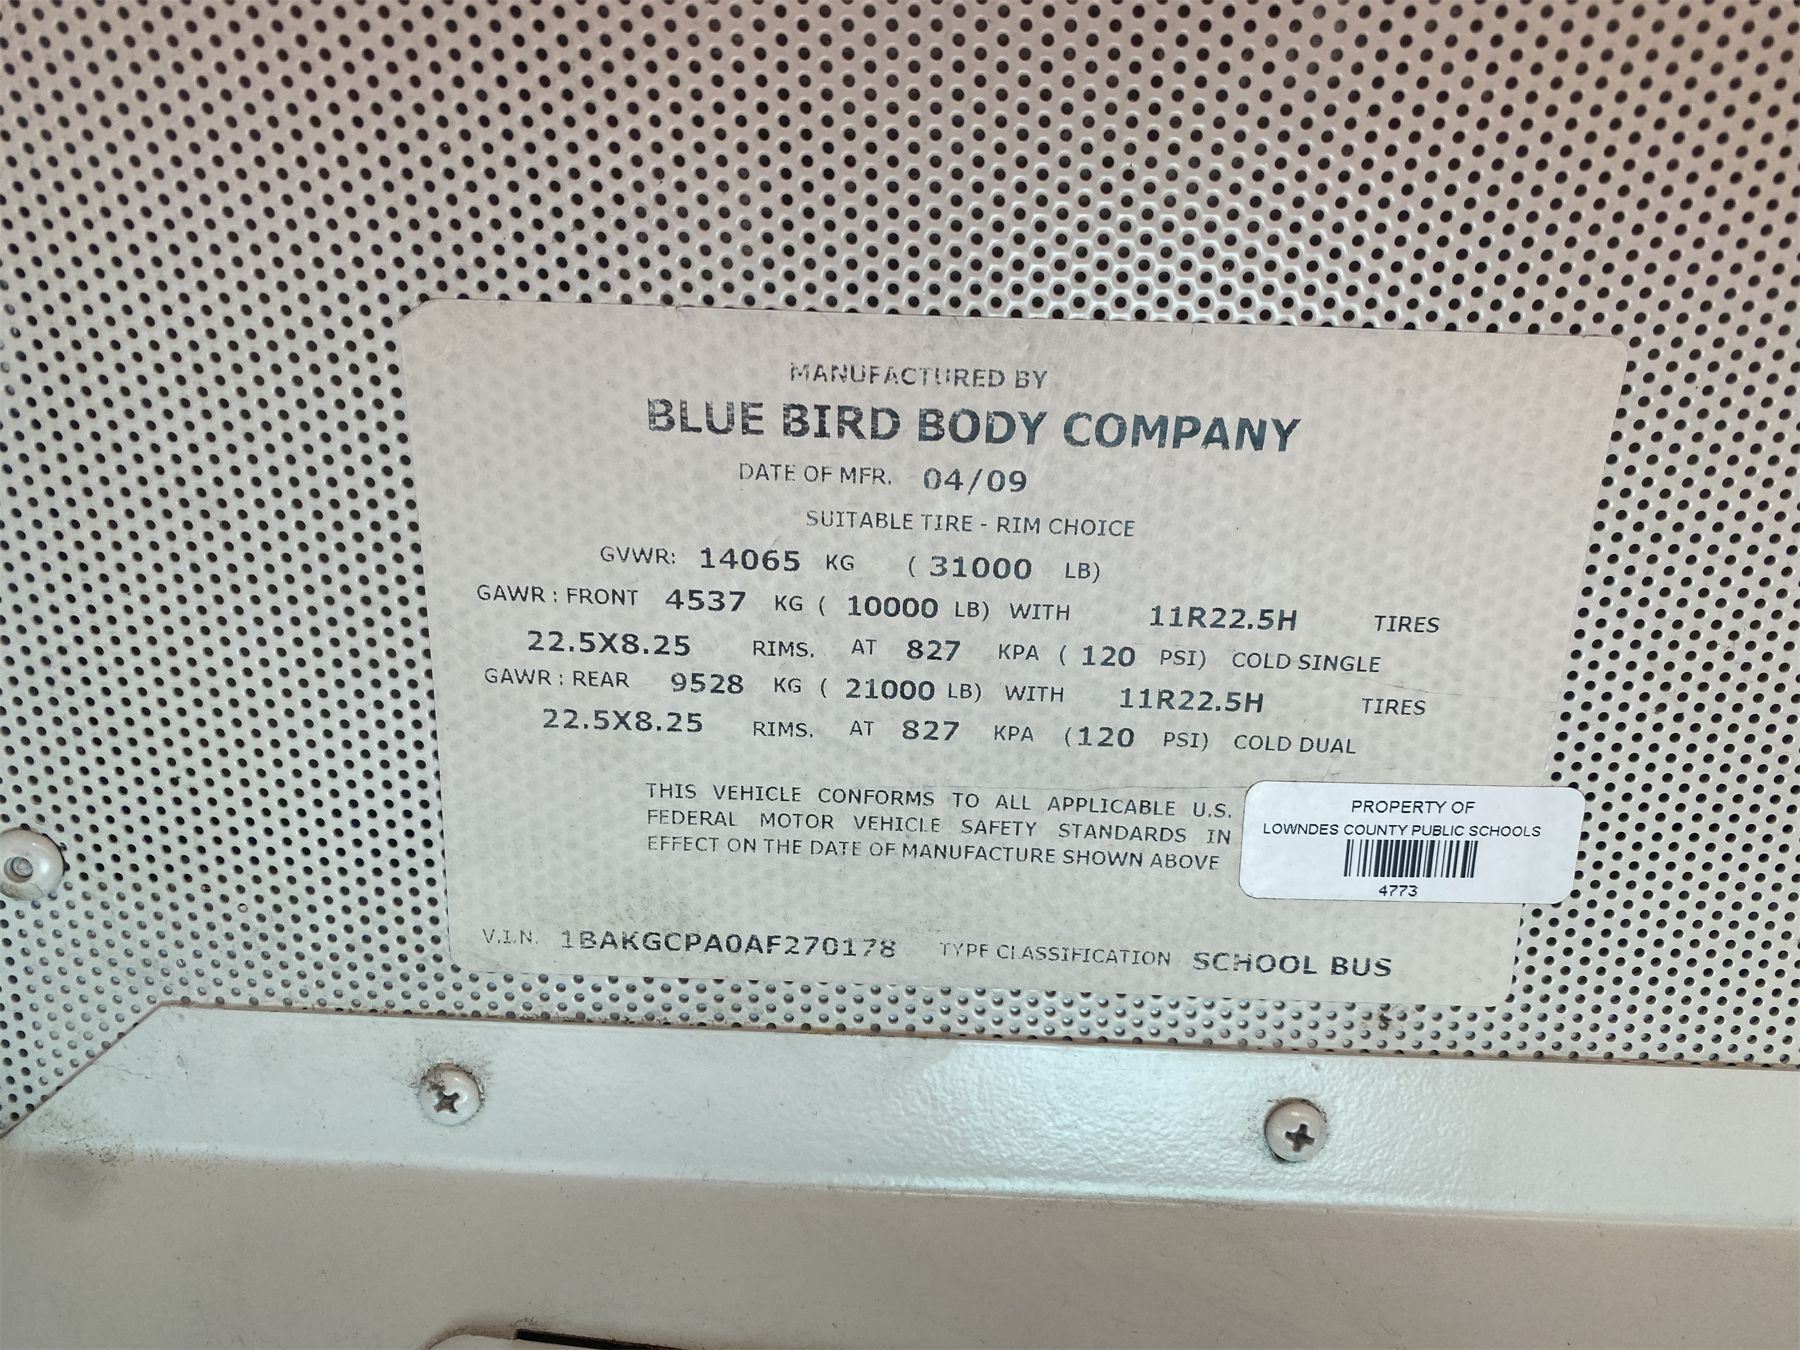 MANUFACTURED BY
BLUE BIRD BODY COMPANY
DATE OF MFR. 04/09
SUITABLE TIRE - RIM CHOICE
GVWR: 14065 KG ( 31000 LB)
GAWR : FRONT 4537 KG ( 10000 LB) WITH 11R22.5H TIRES
22.5X8.25 RIMS. AT 827 KPA ( 120 PSI) COLD SINGLE
GAWR : REAR 9528 KG ( 21000 LB) WITH 11R22.5H TIRES
22.5X8.25 RIMS. AT 827 KPA (120 PSI) COLD DUAL
THIS VEHICLE CONFORMS TO ALL APPLICABLE U.S.
FEDERAL MOTOR VEHICLE SAFETY STANDARDS IN
EFFECT ON THE DATE OF MANUFACTURE SHOWN ABOVE
PROPERTY OF
LOWNDES COUNTY PUBLIC SCHOOLS
4773
V.I.N. 1BAKGCPA0AF270178 TYPE CLASSIFICATION SCHOOL BUS